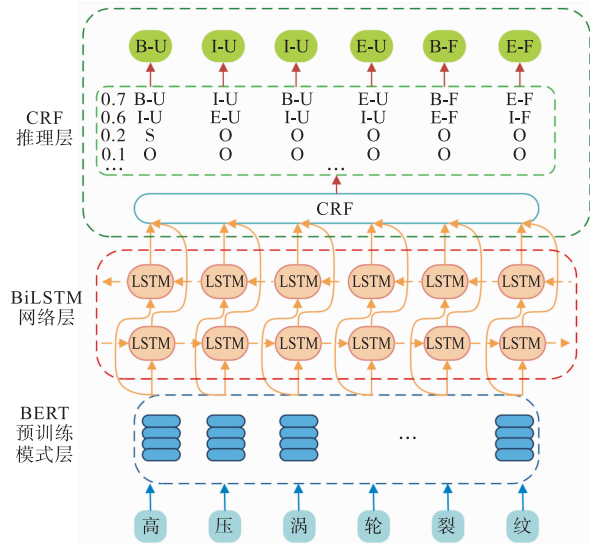 B-U I-U I-U E-U B-F E-F
0.7 B-U I-U B-U E-U B-F E-F
0.6 I-U E-U I-U I-U E-F I-F
0.2 S O O O O O
0.1 O O O O O O
... ...
CRF
推理层
CRF
LSTM LSTM LSTM LSTM LSTM LSTM
BiLSTM
网络层
LSTM LSTM LSTM LSTM LSTM LSTM
BERT
预训练
模式层
...
高 压 涡 轮 裂 纹